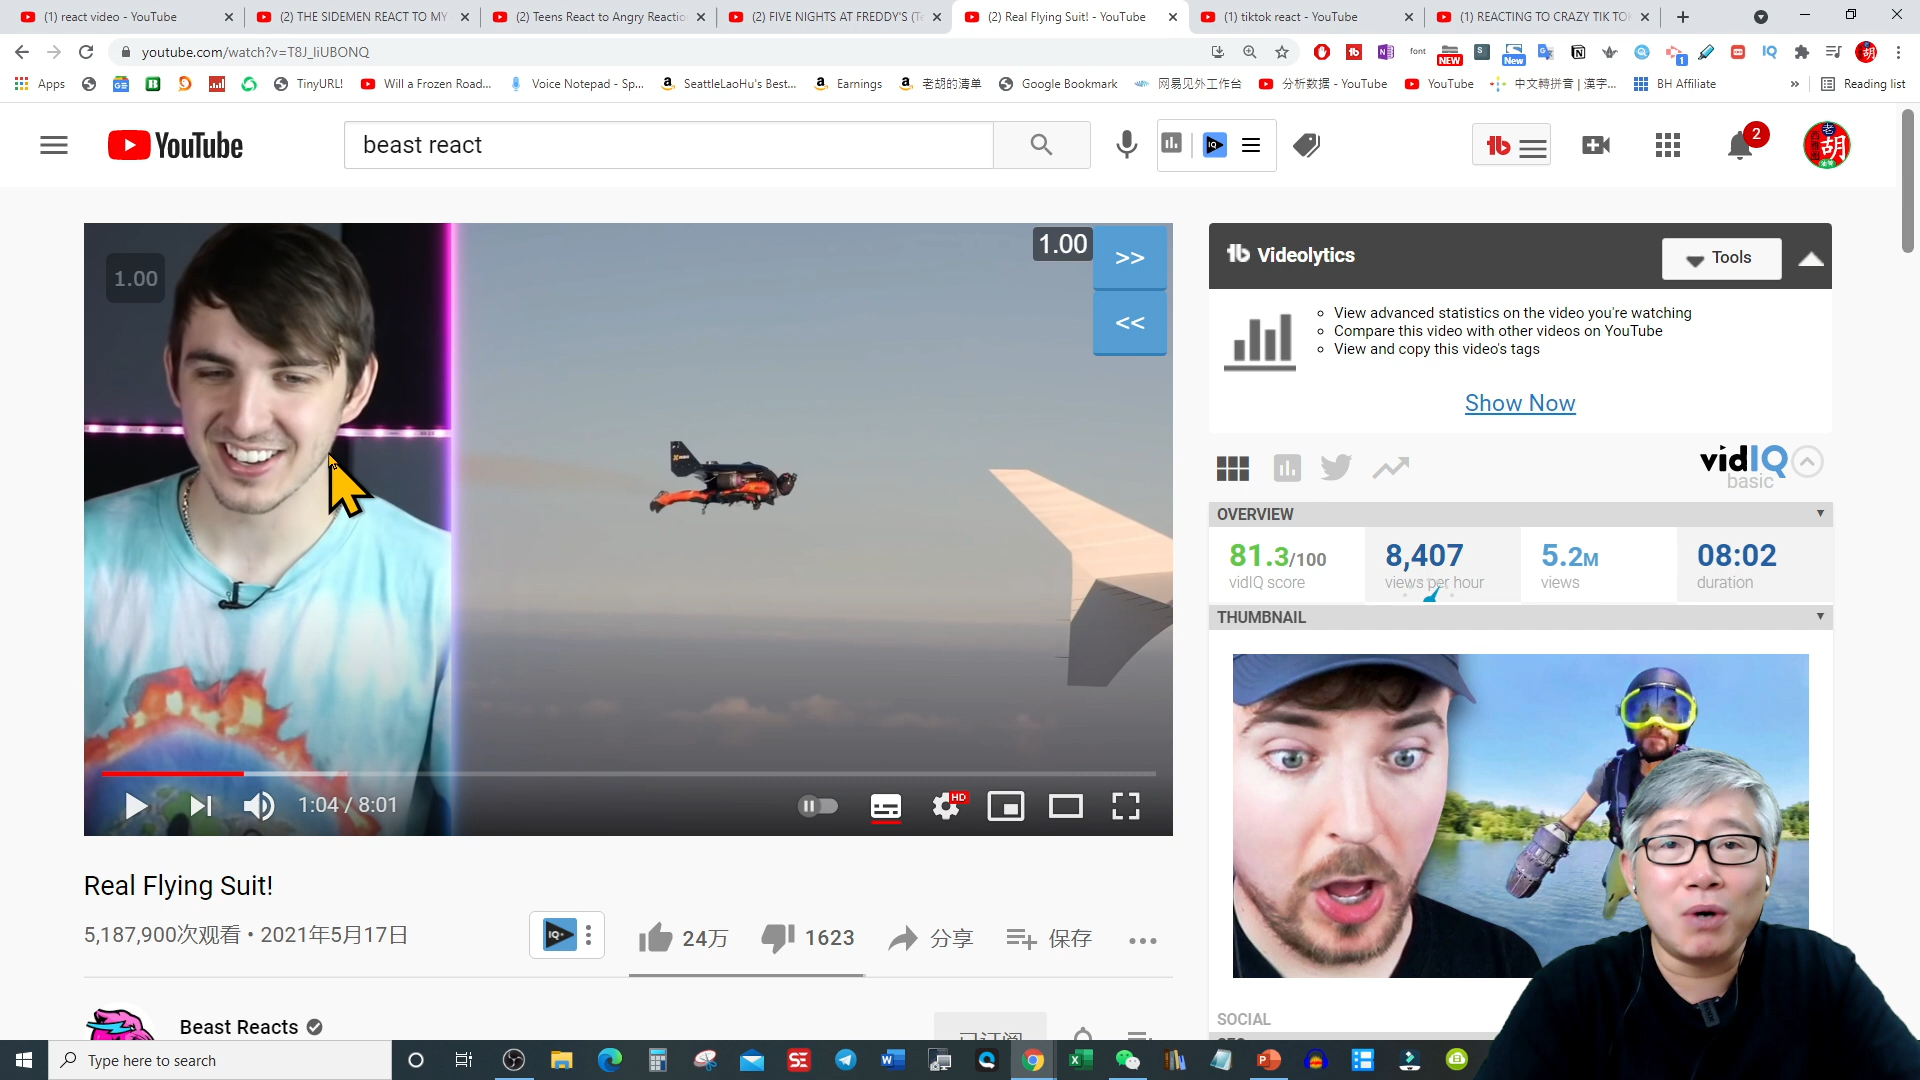 (1) react video - YouTube
(2) THE SIDEMEN REACT TO MY
(2) Teens React to Angry Reactio
(2) FIVE NIGHTS AT FREDDY'S (Te
(2) Real Flying Suit! - YouTube
(1) tiktok react - YouTube
(1) REACTING TO CRAZY TIK TO
youtube.com/watch?v=T8J_liUBONQ
Apps
TinyURL!
Will a Frozen Road...
Voice Notepad - Sp...
SeattleLaoHu's Best...
Earnings
老胡的清单
Google Bookmark
网易见外工作台
分析数据 - YouTube
YouTube
中文轉拼音 | 漢字...
BH Affiliate
Reading list
YouTube
beast react
2
1.00
1.00
>>
<<
1:04 / 8:01
HD
Videolytics
Tools
View advanced statistics on the video you're watching
Compare this video with other videos on YouTube
View and copy this video's tags
Show Now
vidIQ
basic
OVERVIEW
81.3/100
vidIQ score
8,407
views per hour
5.2M
views
08:02
duration
THUMBNAIL
Real Flying Suit!
5,187,900次观看 • 2021年5月17日
24万
1623
分享
保存
Beast Reacts
已订阅
SOCIAL
Type here to search